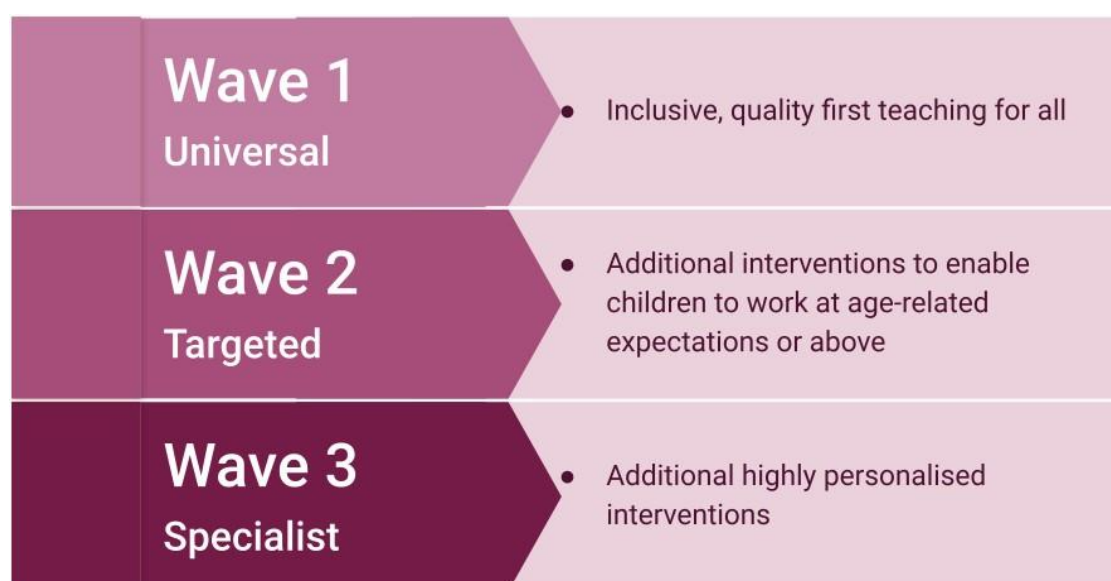 Wave 1
Universal
• Inclusive, quality first teaching for all
Wave 2
Targeted
• Additional interventions to enable
children to work at age-related
expectations or above
Wave 3
Specialist
• Additional highly personalised
interventions